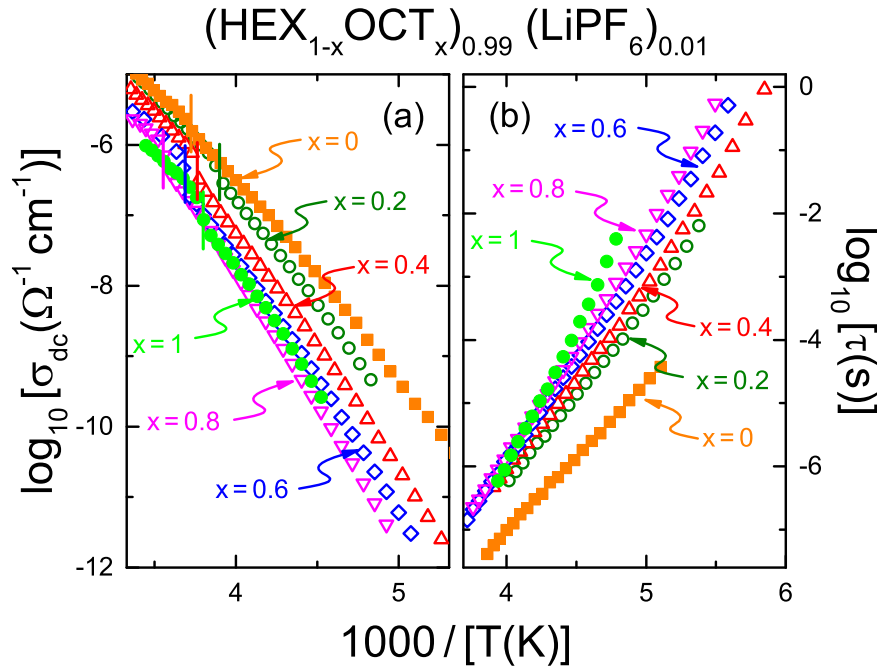 (HEX₁₋ₓOCTₓ)₀.₉₉ (LiPF₆)₀.₀₁
(a)
(b)
x = 0
x = 0.2
x = 0.4
x = 1
x = 0.8
x = 0.6
x = 0.6
x = 0.8
x = 1
x = 0.4
x = 0.2
x = 0
-6
-8
-10
-12
0
-2
-4
-6
4
5
4
5
6
log₁₀ [σdc(Ω⁻¹ cm⁻¹)]
log₁₀ [τ(s)]
1000/[T(K)]